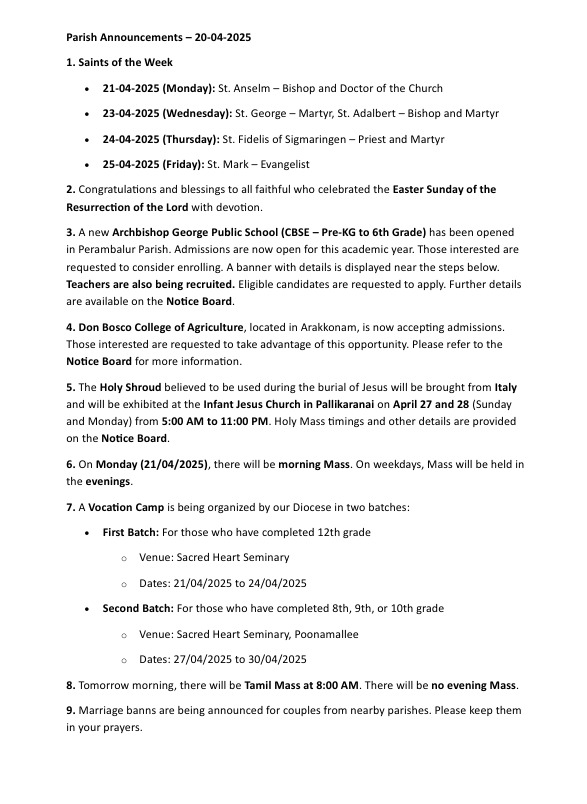 Parish Announcements – 20-04-2025
1. Saints of the Week
• 21-04-2025 (Monday): St. Anselm – Bishop and Doctor of the Church
• 23-04-2025 (Wednesday): St. George – Martyr, St. Adalbert – Bishop and Martyr
• 24-04-2025 (Thursday): St. Fidelis of Sigmaringen – Priest and Martyr
• 25-04-2025 (Friday): St. Mark – Evangelist
2. Congratulations and blessings to all faithful who celebrated the Easter Sunday of the
Resurrection of the Lord with devotion.
3. A new Archbishop George Public School (CBSE – Pre-KG to 6th Grade) has been opened
in Perambalur Parish. Admissions are now open for this academic year. Those interested are
requested to consider enrolling. A banner with details is displayed near the steps below.
Teachers are also being recruited. Eligible candidates are requested to apply. Further details
are available on the Notice Board.
4. Don Bosco College of Agriculture, located in Arakkonam, is now accepting admissions.
Those interested are requested to take advantage of this opportunity. Please refer to the
Notice Board for more information.
5. The Holy Shroud believed to be used during the burial of Jesus will be brought from Italy
and will be exhibited at the Infant Jesus Church in Pallikaranai on April 27 and 28 (Sunday
and Monday) from 5:00 AM to 11:00 PM. Holy Mass timings and other details are provided
on the Notice Board.
6. On Monday (21/04/2025), there will be morning Mass. On weekdays, Mass will be held in
the evenings.
7. A Vocation Camp is being organized by our Diocese in two batches:
• First Batch: For those who have completed 12th grade
○ Venue: Sacred Heart Seminary
○ Dates: 21/04/2025 to 24/04/2025
• Second Batch: For those who have completed 8th, 9th, or 10th grade
○ Venue: Sacred Heart Seminary, Poonamallee
○ Dates: 27/04/2025 to 30/04/2025
8. Tomorrow morning, there will be Tamil Mass at 8:00 AM. There will be no evening Mass.
9. Marriage banns are being announced for couples from nearby parishes. Please keep them
in your prayers.